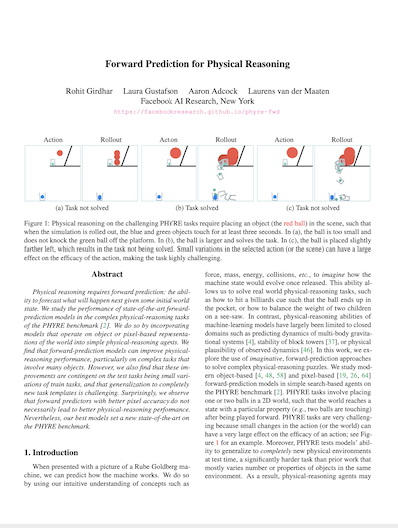 Forward Prediction for Physical Reasoning
Rohit Girdhar Laura Gustafson Aaron Adcock Laurens van der Maaten
Facebook AI Research, New York
https://facebookresearch.github.io/phyre-fwd
Action Rollout Action Rollout Action Rollout
(a) Task not solved (b) Task solved (c) Task not solved
Figure 1: Physical reasoning on the challenging PHYRE tasks require placing an object (the red ball) in the scene, such that
when the simulation is rolled out, the blue and green objects touch for at least three seconds. In (a), the ball is too small and
does not knock the green ball off the platform. In (b), the ball is larger and solves the task. In (c), the ball is placed slightly
farther left, which results in the task not being solved. Small variations in the selected action (or the scene) can have a large
effect on the efficacy of the action, making the task highly challenging.
Abstract
Physical reasoning requires forward prediction: the abil-
ity to forecast what will happen next given some initial world
state. We study the performance of state-of-the-art forward-
prediction models in the complex physical-reasoning tasks
of the PHYRE benchmark [2]. We do so by incorporating
models that operate on object or pixel-based representa-
tions of the world into simple physical-reasoning agents. We
find that forward-prediction models can improve physical-
reasoning performance, particularly on complex tasks that
involve many objects. However, we also find that these im-
provements are contingent on the test tasks being small vari-
ations of train tasks, and that generalization to completely
new task templates is challenging. Surprisingly, we observe
that forward predictors with better pixel accuracy do not
necessarily lead to better physical-reasoning performance.
Nevertheless, our best models set a new state-of-the-art on
the PHYRE benchmark.
1. Introduction
When presented with a picture of a Rube Goldberg ma-
chine, we can predict how the machine works. We do so
by using our intuitive understanding of concepts such as
force, mass, energy, collisions, etc., to imagine how the
machine state would evolve once released. This ability al-
lows us to solve real world physical-reasoning tasks, such
as how to hit a billiards cue such that the ball ends up in
the pocket, or how to balance the weight of two children
on a see-saw. In contrast, physical-reasoning abilities of
machine-learning models have largely been limited to closed
domains such as predicting dynamics of multi-body gravita-
tional systems [4], stability of block towers [37], or physical
plausibility of observed dynamics [46]. In this work, we ex-
plore the use of imaginative, forward-prediction approaches
to solve complex physical-reasoning puzzles. We study mod-
ern object-based [4, 48, 58] and pixel-based [19, 26, 64]
forward-prediction models in simple search-based agents on
the PHYRE benchmark [2]. PHYRE tasks involve placing
one or two balls in a 2D world, such that the world reaches a
state with a particular property (e.g., two balls are touching)
after being played forward. PHYRE tasks are very challeng-
ing because small changes in the action (or the world) can
have a very large effect on the efficacy of an action; see Fig-
ure 1 for an example. Moreover, PHYRE tests models' abil-
ity to generalize to completely new physical environments
at test time, a significantly harder task than prior work that
mostly varies number or properties of objects in the same
environment. As a result, physical-reasoning agents may